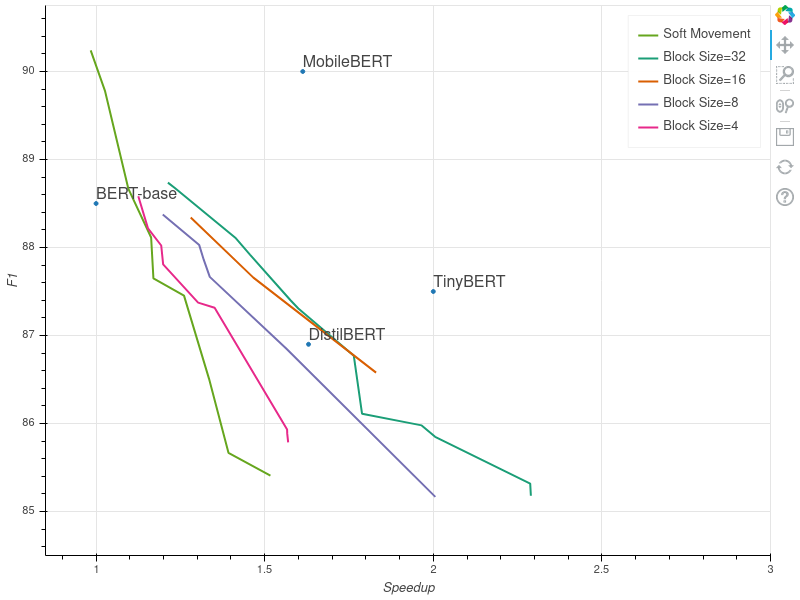 Soft Movement
Block Size=32
Block Size=16
Block Size=8
Block Size=4
MobileBERT
BERT-base
TinyBERT
DistilBERT
F1
90
89
88
87
86
85
1
1.5
2
2.5
3
Speedup